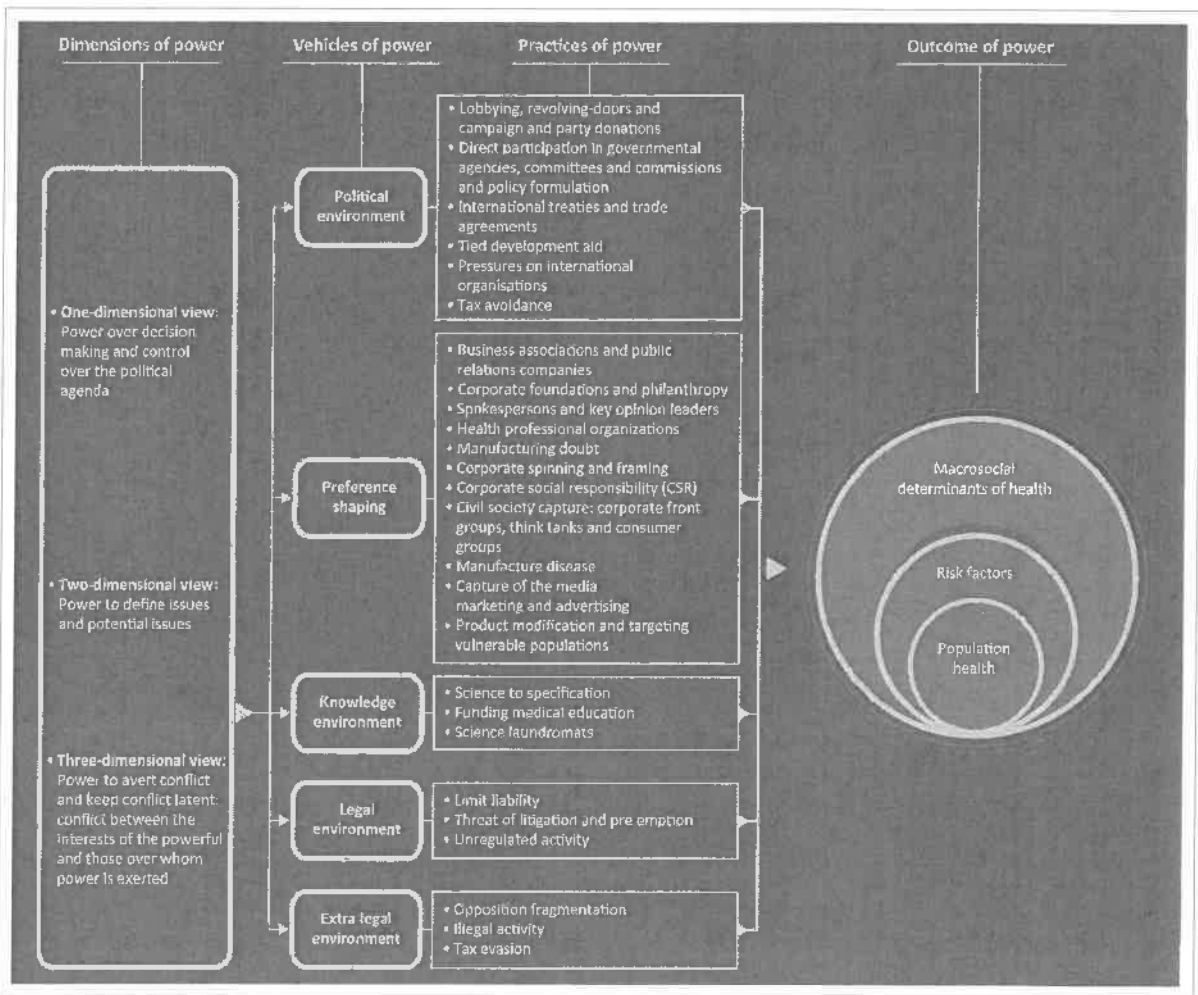 Dimensions of power
Vehicles of power
Practices of power
Outcome of power
• One-dimensional view:
Power over decision
making and control
over the political
agenda
• Two-dimensional view:
Power to define issues
and potential issues
• Three-dimensional view:
Power to avert conflict
and keep conflict latent:
conflict between the
interests of the powerful
and those over whom
power is exerted
Political
environment
• Lobbying, revolving-doors and
campaign and party donations
• Direct participation in governmental
agencies, committees and commissions
and policy formulation
• International treaties and trade
agreements
• Tied development aid
• Pressures on international
organisations
• Tax avoidance
Preference
shaping
• Business associations and public
relations companies
• Corporate foundations and philanthropy
• Spokespersons and key opinion leaders
• Health professional organizations
• Manufacturing doubt
• Corporate spinning and framing
• Corporate social responsibility (CSR)
• Civil society capture: corporate front
groups, think tanks and consumer
groups
• Manufacture disease
• Capture of the media
marketing and advertising
• Product modification and targeting
vulnerable populations
Knowledge
environment
• Science to specification
• Funding medical education
• Science laundromats
Legal
environment
• Limit liability
• Threat of litigation and pre emption
• Unregulated activity
Extra legal
environment
• Opposition fragmentation
• Illegal activity
• Tax evasion
Macrosocial
determinants of health
Risk factors
Population
health